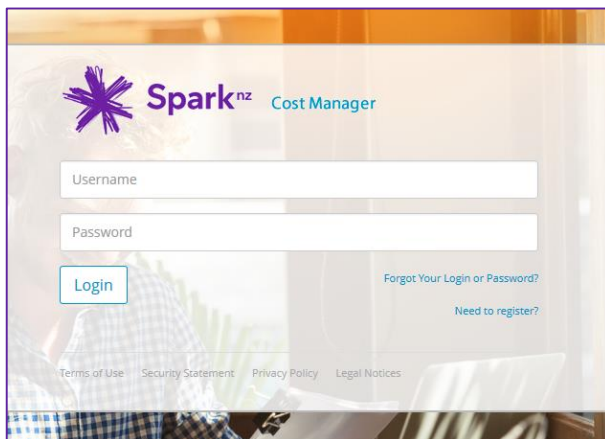 Spark nz Cost Manager
Username
Password
Login
Forgot Your Login or Password?
Need to register?
Terms of Use Security Statement Privacy Policy Legal Notices